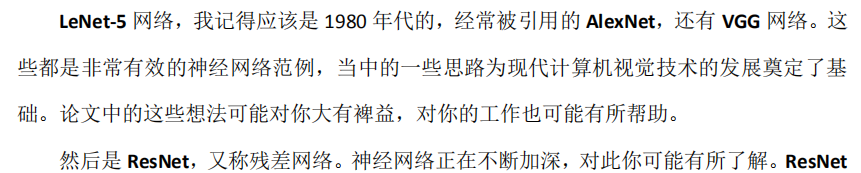 LeNet-5 网络，我记得应该是 1980 年代的，经常被引用的 AlexNet，还有 VGG 网络。这
些都是非常有效的神经网络范例，当中的一些思路为现代计算机视觉技术的发展奠定了基
础。论文中的这些想法可能对你大有裨益，对你的工作也可能有所帮助。
然后是 ResNet，又称残差网络。神经网络正在不断加深，对此你可能有所了解。ResNet